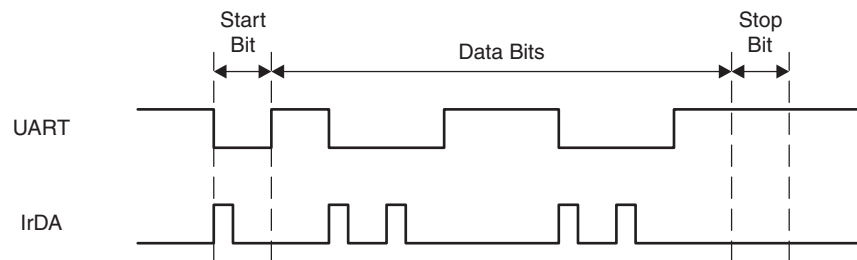 Start
Bit
Data Bits
Stop
Bit
UART
IrDA